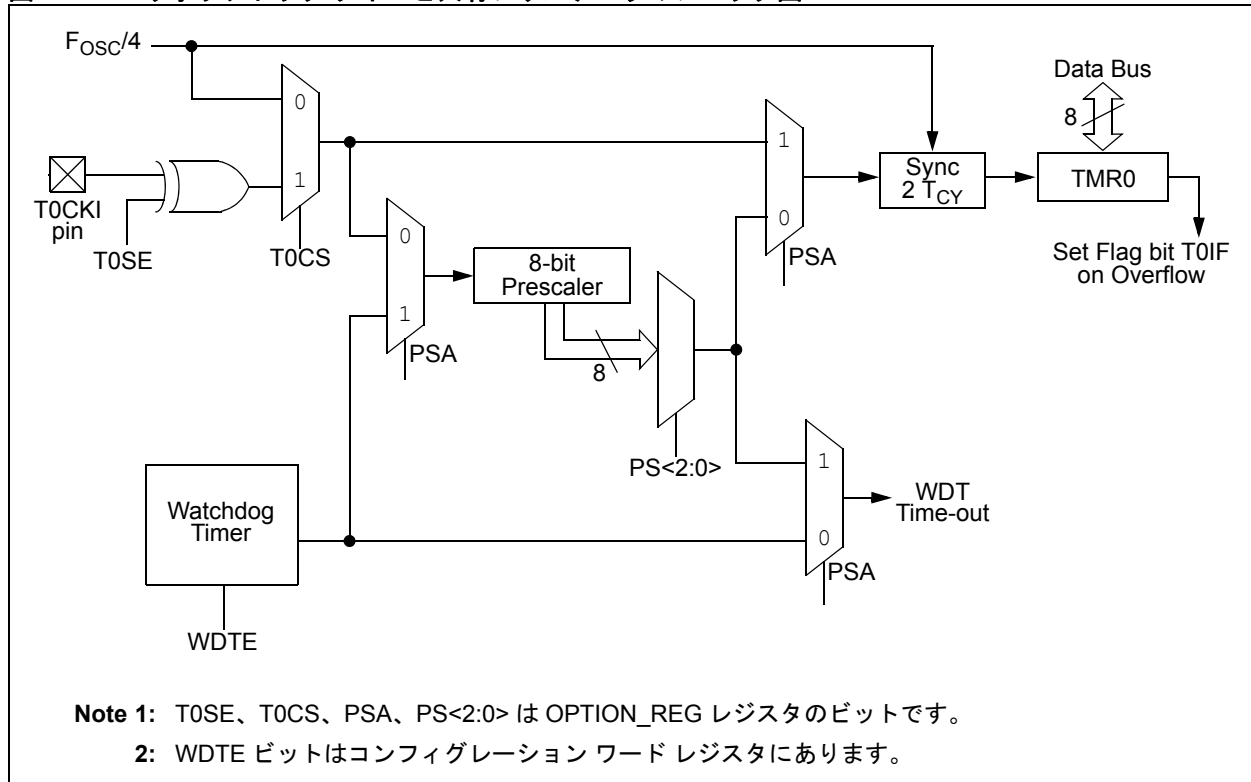 F_OSC/4
Data Bus
0
8
1
T0CKI
pin
1
Sync
2 T_CY
TMR0
T0SE
T0CS
0
8-bit
Prescaler
0
PSA
Set Flag bit T0IF
on Overflow
1
PSA
8
PS<2:0>
1
WDT
Time-out
Watchdog
Timer
0
PSA
WDTE
Note 1: T0SE、T0CS、PSA、PS<2:0> は OPTION_REG レジスタのビットです。
2: WDTE ビットはコンフィグレーション ワード レジスタにあります。